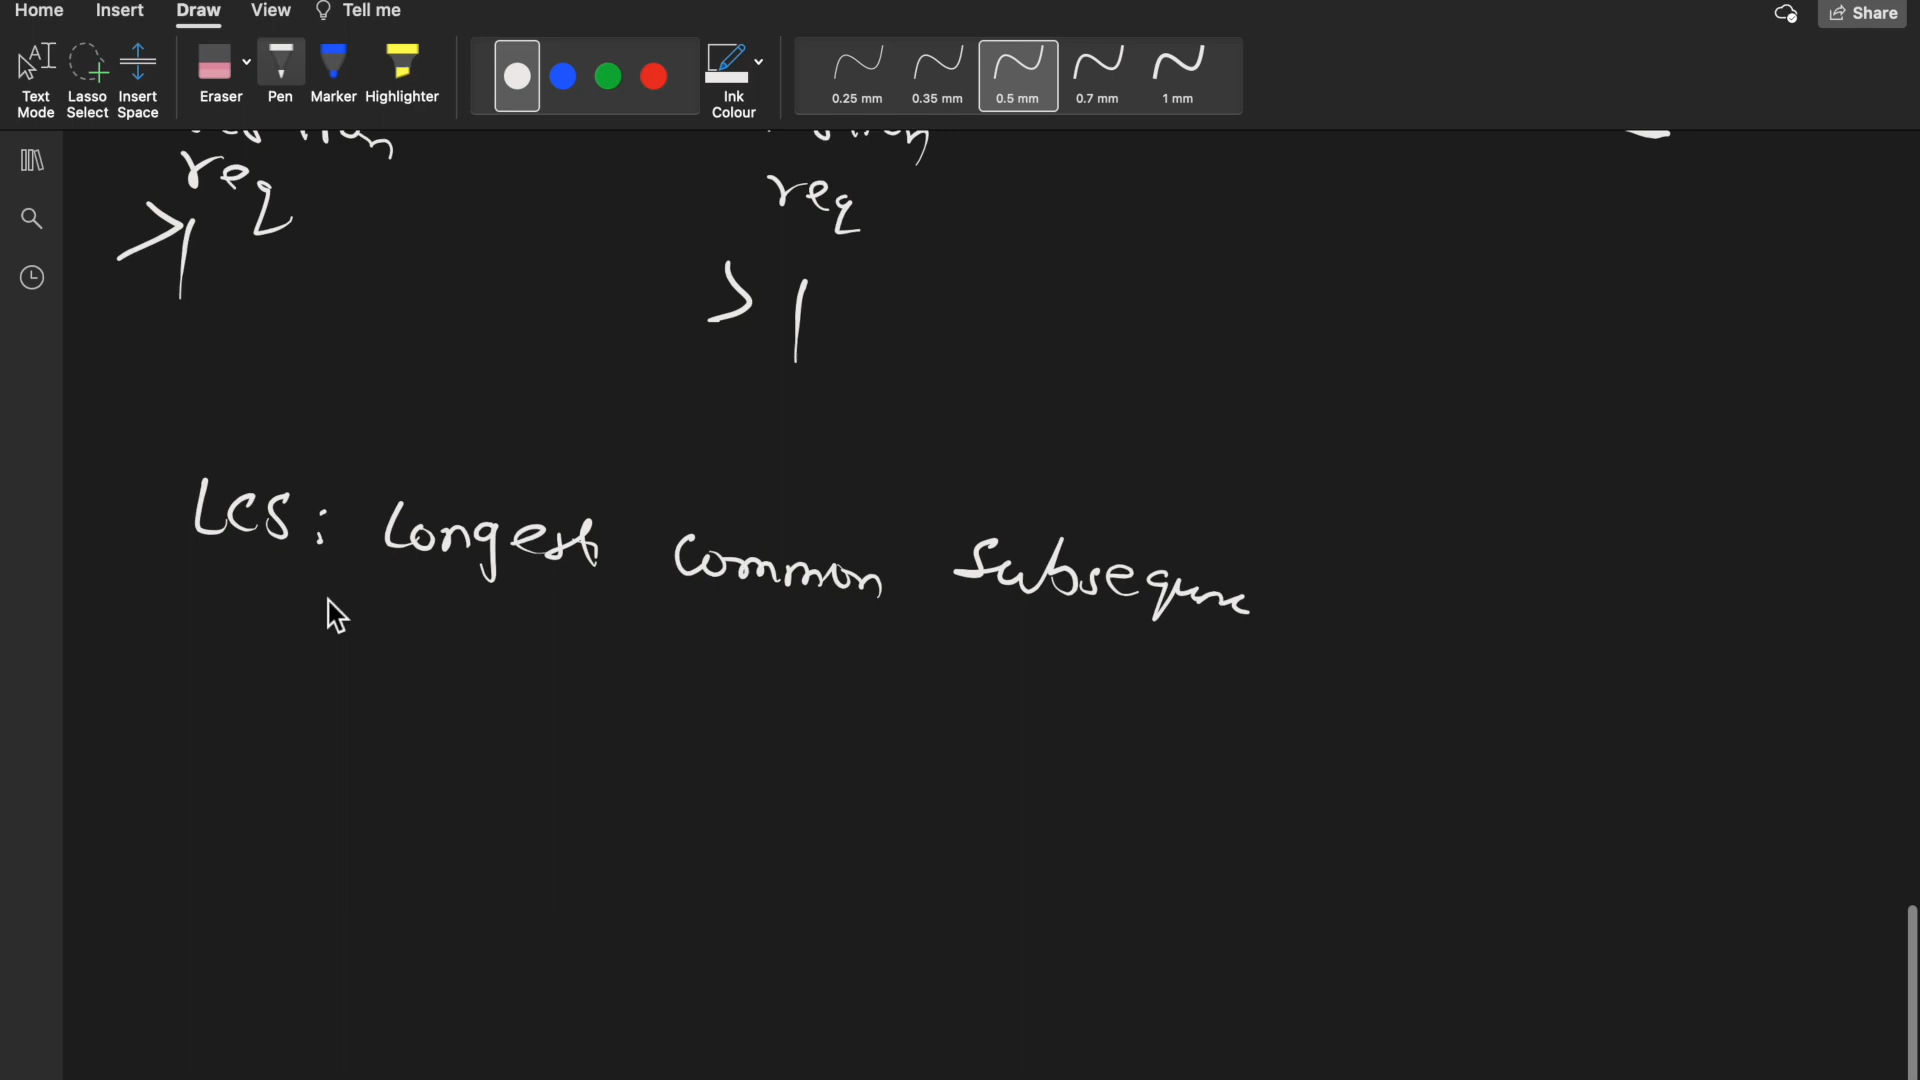 Home Insert Draw View Tell me Share
Text Mode
Lasso Select
Insert Space
Eraser
Pen
Marker
Highlighter
Ink Colour
0.25 mm
0.35 mm
0.5 mm
0.7 mm
1 mm
req
req
>1
> 1
LCS : Longest Common Subsequnc